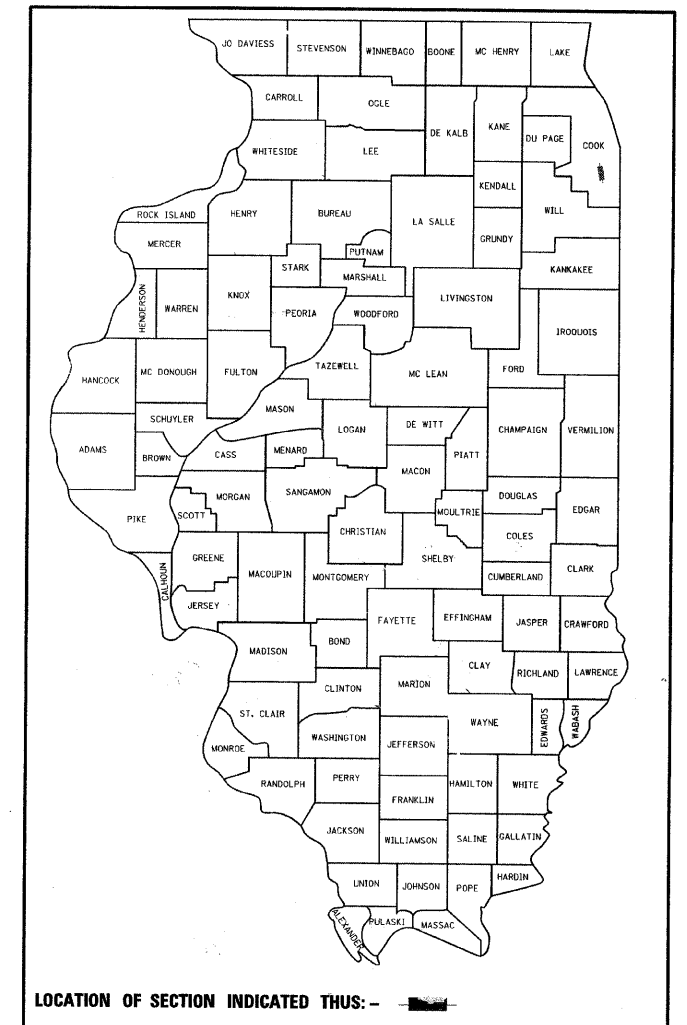 JO DAVIESS
STEVENSON
WINNEBAGO
BOONE
MC HENRY
LAKE
CARROLL
OGLE
DE KALB
KANE
DU PAGE
COOK
WHITESIDE
LEE
KENDALL
ROCK ISLAND
HENRY
BUREAU
LA SALLE
WILL
MERCER
PUTNAM
GRUNDY
STARK
MARSHALL
KANKAKEE
HENDERSON
WARREN
KNOX
PEORIA
WOODFORD
LIVINGSTON
IROQUOIS
HANCOCK
MC DONOUGH
FULTON
TAZEWELL
MC LEAN
FORD
SCHUYLER
MASON
LOGAN
DE WITT
CHAMPAIGN
VERMILION
ADAMS
BROWN
CASS
MENARD
MACON
PIATT
PIKE
SCOTT
MORGAN
SANGAMON
CHRISTIAN
MOULTRIE
DOUGLAS
EDGAR
COLES
GREENE
SHELBY
CALHOUN
MACOUPIN
MONTGOMERY
CUMBERLAND
CLARK
JERSEY
FAYETTE
EFFINGHAM
JASPER
CRAWFORD
MADISON
BOND
CLAY
RICHLAND
LAWRENCE
CLINTON
MARION
ST. CLAIR
WAYNE
EDWARDS
WABASH
MONROE
WASHINGTON
JEFFERSON
RANDOLPH
PERRY
HAMILTON
WHITE
FRANKLIN
JACKSON
WILLIAMSON
SALINE
GALLATIN
UNION
JOHNSON
POPE
HARDIN
ALEXANDER
PULASKI
MASSAC
LOCATION OF SECTION INDICATED THUS: -